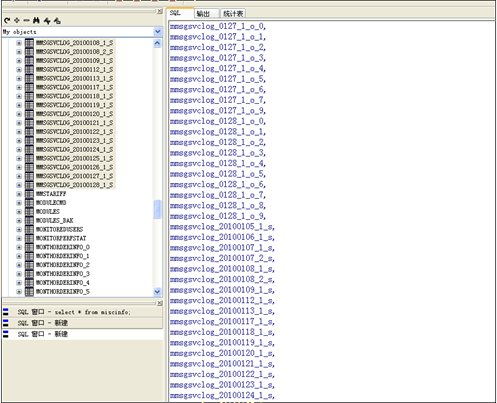 My objects
MMSGSVCLOG_20100108_1_S
MMSGSVCLOG_20100108_2_S
MMSGSVCLOG_20100109_1_S
MMSGSVCLOG_20100112_1_S
MMSGSVCLOG_20100113_1_S
MMSGSVCLOG_20100117_1_S
MMSGSVCLOG_20100118_1_S
MMSGSVCLOG_20100119_1_S
MMSGSVCLOG_20100120_1_S
MMSGSVCLOG_20100121_1_S
MMSGSVCLOG_20100122_1_S
MMSGSVCLOG_20100123_1_S
MMSGSVCLOG_20100124_1_S
MMSGSVCLOG_20100125_1_S
MMSGSVCLOG_20100126_1_S
MMSGSVCLOG_20100127_1_S
MMSGSVCLOG_20100128_1_S
MMSTARIFF
MODULECMD
MODULES
MODULES_BAK
MONITOREDUSERS
MONITORPERFSTAT
MONTHORDERINFO_0
MONTHORDERINFO_1
MONTHORDERINFO_2
MONTHORDERINFO_3
MONTHORDERINFO_4
MONTHORDERINFO_5
SQL 窗口 - select * from mixcinfo;
SQL 窗口 - 新建
SQL 窗口 - 新建
SQL 输出 统计表
mmsgsvclog_0127_1_o_0,
mmsgsvclog_0127_1_o_1,
mmsgsvclog_0127_1_o_2,
mmsgsvclog_0127_1_o_3,
mmsgsvclog_0127_1_o_4,
mmsgsvclog_0127_1_o_5,
mmsgsvclog_0127_1_o_6,
mmsgsvclog_0127_1_o_7,
mmsgsvclog_0127_1_o_9,
mmsgsvclog_0128_1_o_0,
mmsgsvclog_0128_1_o_1,
mmsgsvclog_0128_1_o_2,
mmsgsvclog_0128_1_o_3,
mmsgsvclog_0128_1_o_4,
mmsgsvclog_0128_1_o_5,
mmsgsvclog_0128_1_o_6,
mmsgsvclog_0128_1_o_7,
mmsgsvclog_0128_1_o_8,
mmsgsvclog_0128_1_o_9,
mmsgsvclog_20100105_1_s,
mmsgsvclog_20100106_1_s,
mmsgsvclog_20100107_1_s,
mmsgsvclog_20100107_2_s,
mmsgsvclog_20100108_1_s,
mmsgsvclog_20100108_2_s,
mmsgsvclog_20100109_1_s,
mmsgsvclog_20100112_1_s,
mmsgsvclog_20100113_1_s,
mmsgsvclog_20100117_1_s,
mmsgsvclog_20100118_1_s,
mmsgsvclog_20100119_1_s,
mmsgsvclog_20100120_1_s,
mmsgsvclog_20100121_1_s,
mmsgsvclog_20100122_1_s,
mmsgsvclog_20100123_1_s,
mmsgsvclog_20100124_1_s,